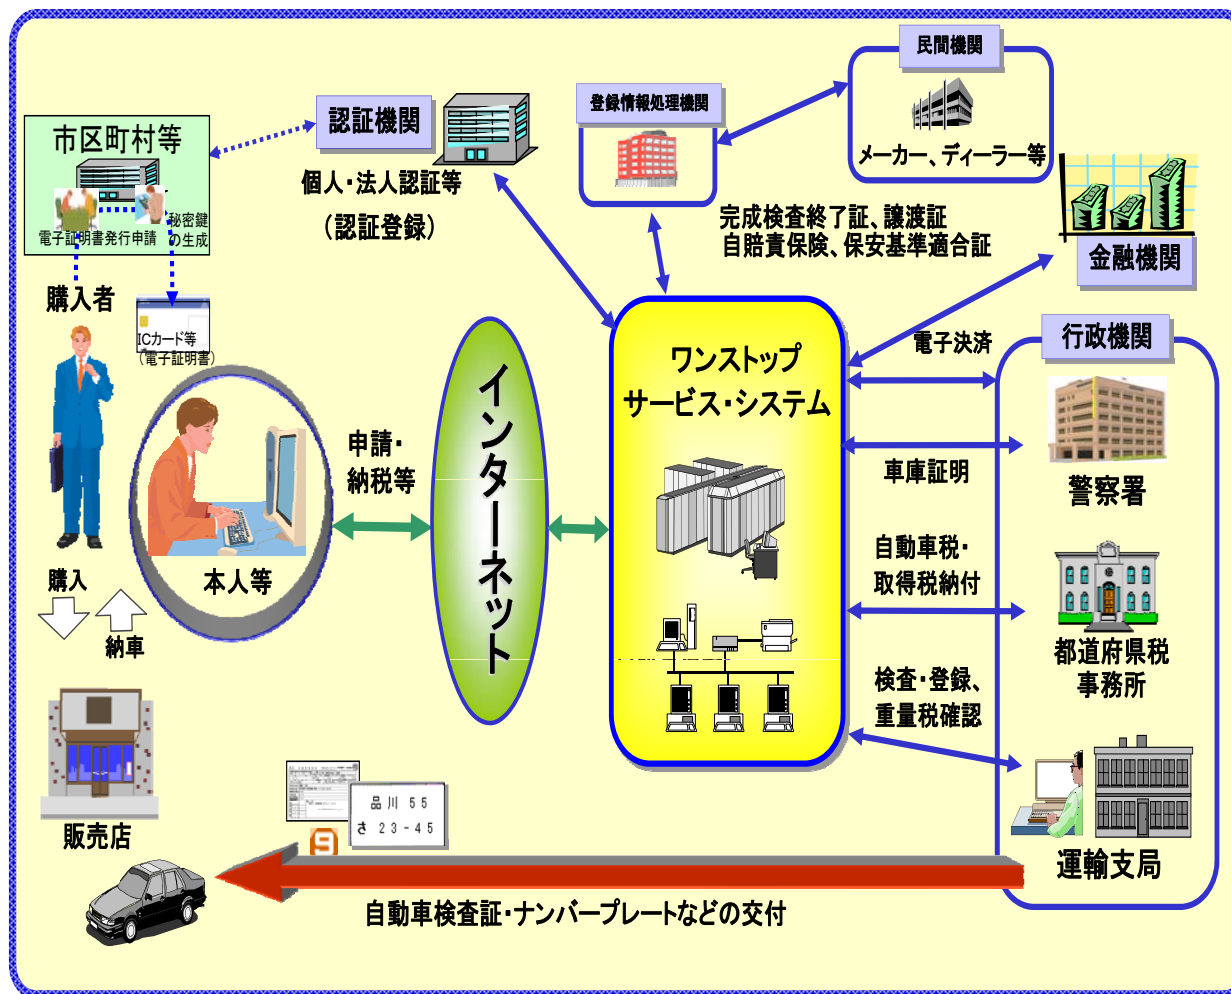 民間機関
メーカー、ディーラー等
登録情報処理機関
認証機関
個人・法人認証等
(認証登録)
市区町村等
秘密鍵
の生成
電子証明書発行申請
購入者
ICカード等
(電子証明書)
完成検査終了証、譲渡証
自賠責保険、保安基準適合証
金融機関
電子決済
行政機関
ワンストップ
サービス・システム
インターネット
申請・
納税等
本人等
購入
納車
販売店
車庫証明
警察署
自動車税・
取得税納付
都道府県税
事務所
検査・登録、
重量税確認
運輸支局
品川 55
さ 23-45
9
自動車検査証・ナンバープレートなどの交付